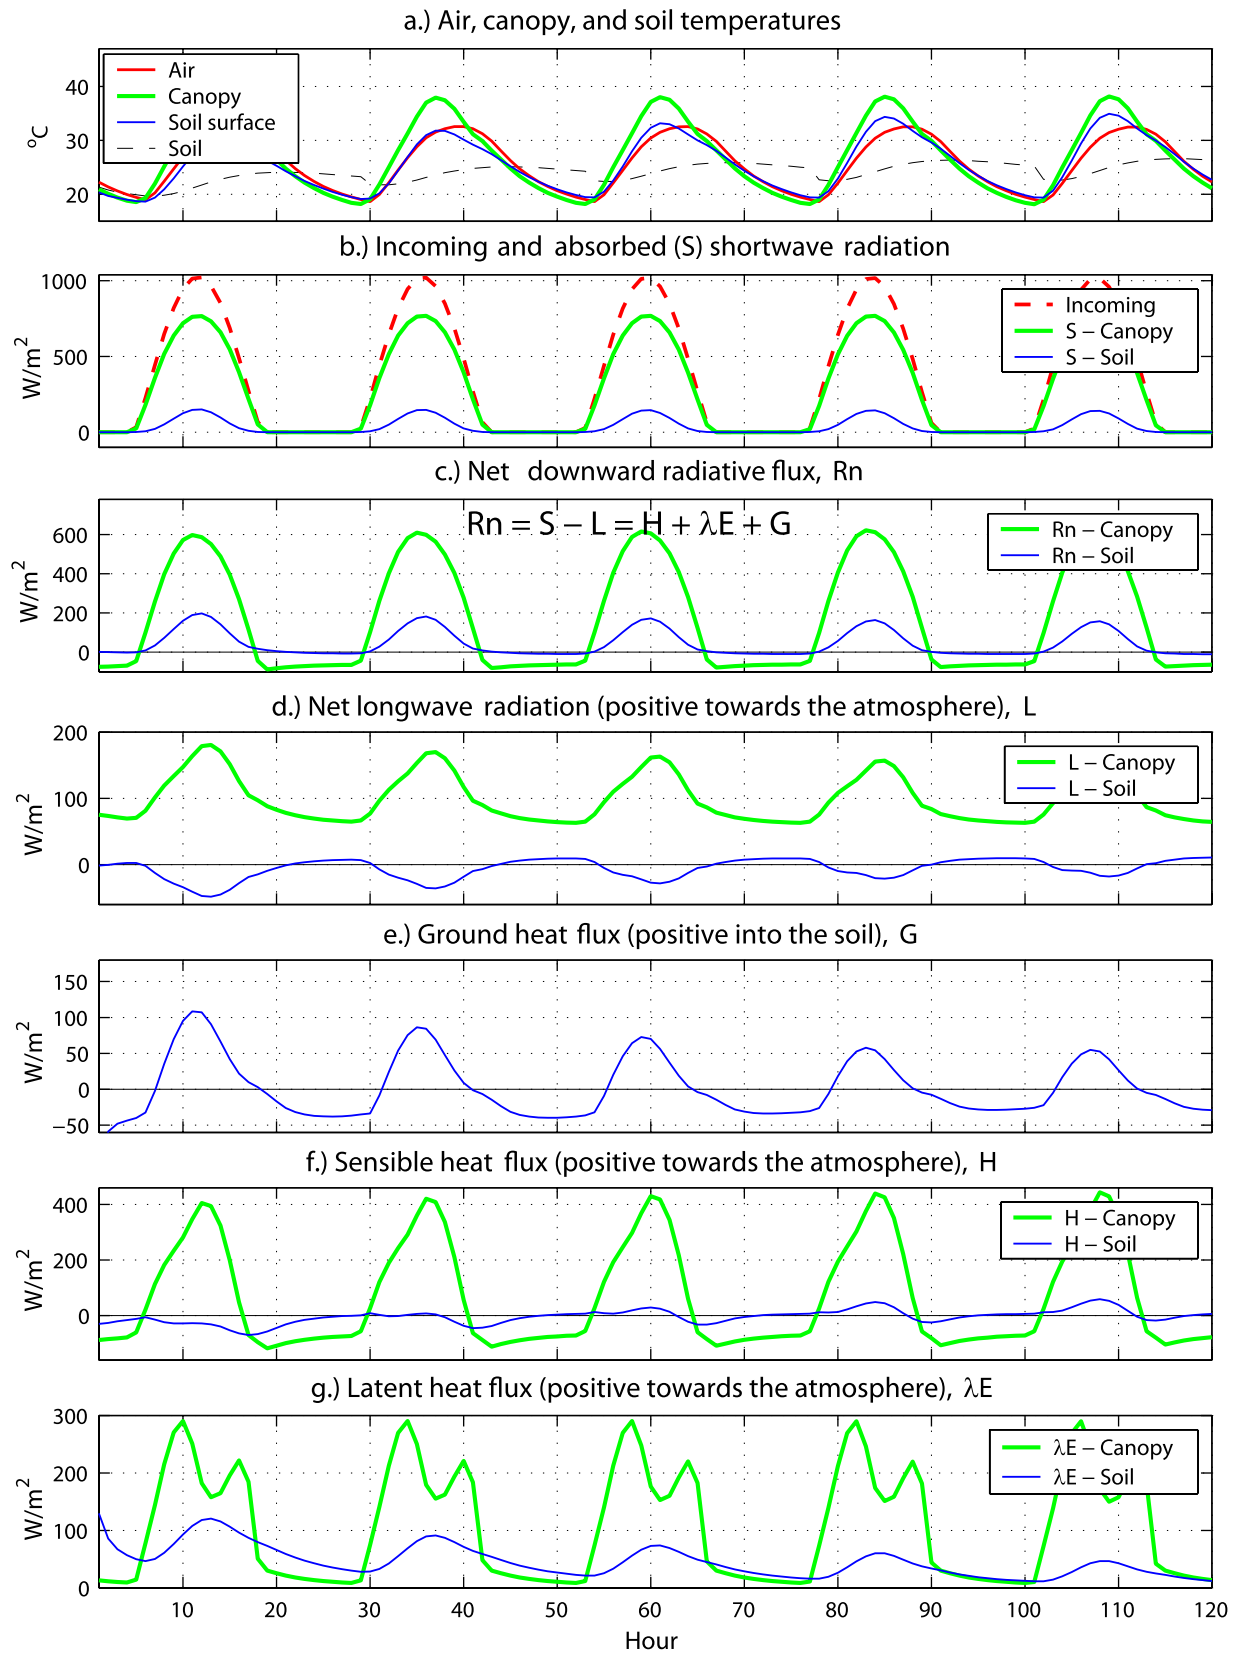 a.) Air, canopy, and soil temperatures
40
30
20
°C
Air
Canopy
Soil surface
Soil
b.) Incoming and absorbed (S) shortwave radiation
1000
500
0
W/m²
Incoming
S – Canopy
S – Soil
c.) Net downward radiative flux, Rn
Rn = S – L = H + λE + G
600
400
200
0
W/m²
Rn – Canopy
Rn – Soil
d.) Net longwave radiation (positive towards the atmosphere), L
200
100
0
W/m²
L – Canopy
L – Soil
e.) Ground heat flux (positive into the soil), G
150
100
50
0
−50
W/m²
f.) Sensible heat flux (positive towards the atmosphere), H
400
200
0
W/m²
H – Canopy
H – Soil
g.) Latent heat flux (positive towards the atmosphere), λE
300
200
100
0
W/m²
λE – Canopy
λE – Soil
10 20 30 40 50 60 70 80 90 100 110 120
Hour